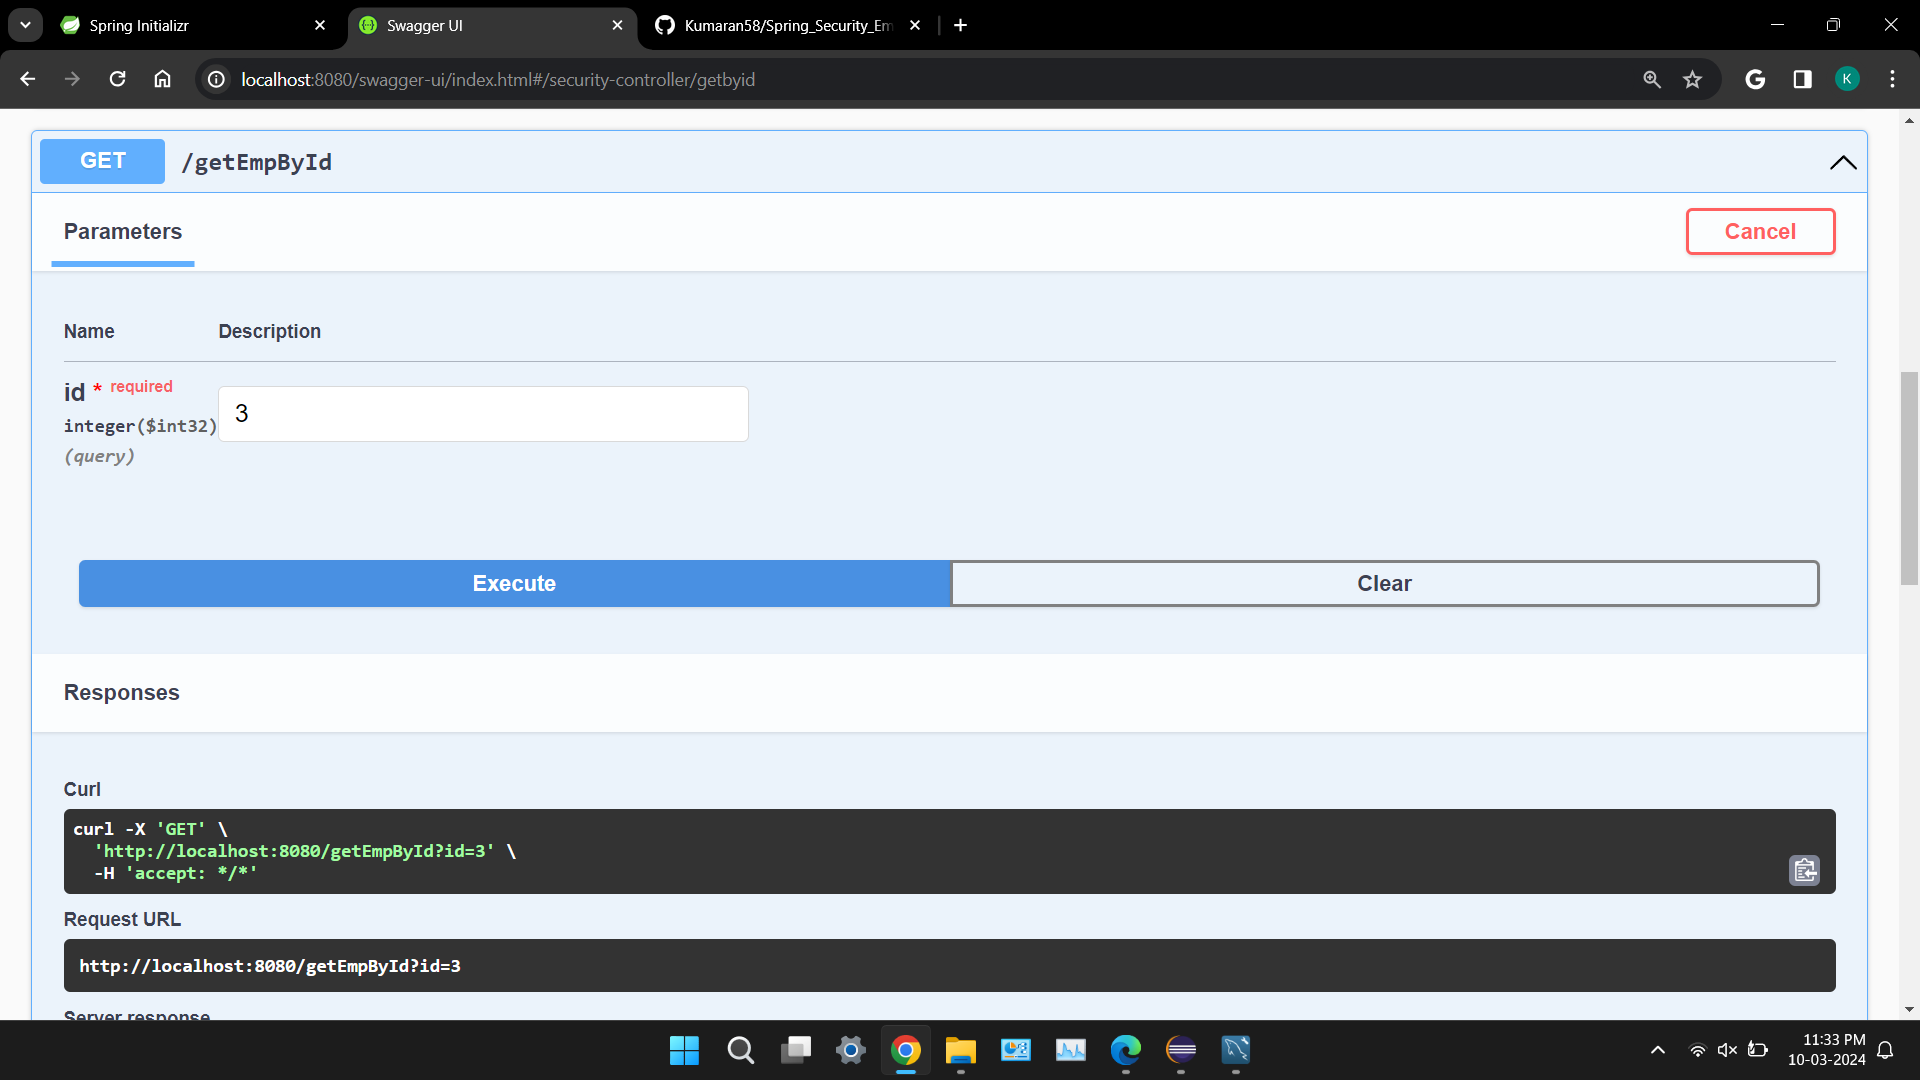 Spring Initializr
Swagger UI
Kumaran58/Spring_Security_Em
localhost:8080/swagger-ui/index.html#/security-controller/getbyid
K
GET /getEmpById
Parameters
Cancel
Name Description
id * required
integer($int32)
(query)
3
Execute
Clear
Responses
Curl
curl -X 'GET' \
'http://localhost:8080/getEmpById?id=3' \
-H 'accept: */*'
Request URL
http://localhost:8080/getEmpById?id=3
Server response
11:33 PM
10-03-2024